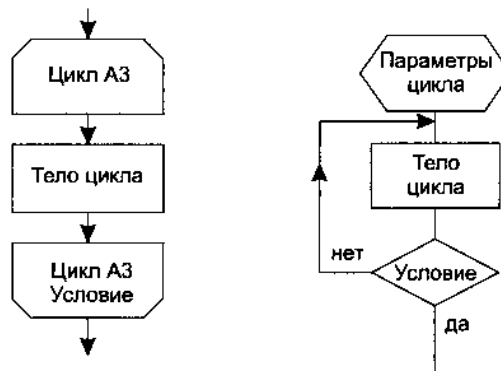 Цикл А3
Тело цикла
Цикл А3
Условие
Параметры
цикла
Тело
цикла
нет
Условие
да